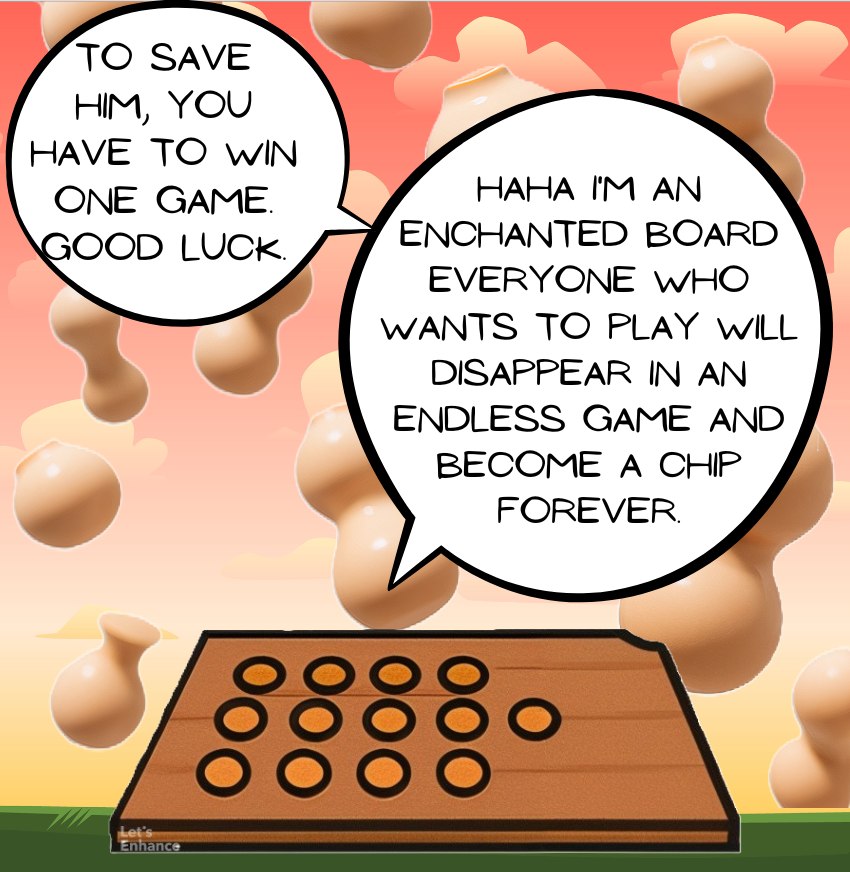 TO SAVE
HIM, YOU
HAVE TO WIN
ONE GAME.
GOOD LUCK.
HAHA I'M AN
ENCHANTED BOARD
EVERYONE WHO
WANTS TO PLAY WILL
DISAPPEAR IN AN
ENDLESS GAME AND
BECOME A CHIP
FOREVER.
Let's
Enhance